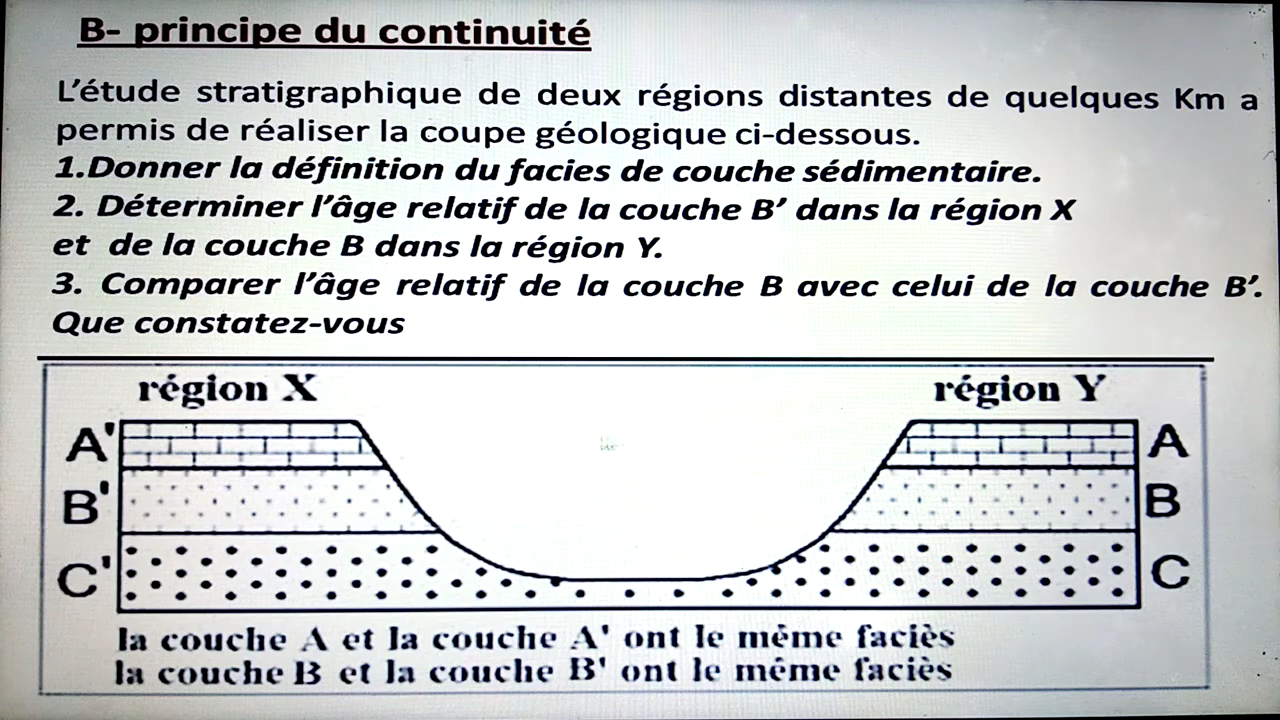 B- principe du continuité
L'étude stratigraphique de deux régions distantes de quelques Km a
permis de réaliser la coupe géologique ci-dessous.
1.Donner la définition du facies de couche sédimentaire.
2. Déterminer l'âge relatif de la couche B' dans la région X
et de la couche B dans la région Y.
3. Comparer l'âge relatif de la couche B avec celui de la couche B'.
Que constatez-vous
région X
région Y
A'
A
B'
B
C'
C
la couche A et la couche A' ont le même faciès
la couche B et la couche B' ont le même faciès